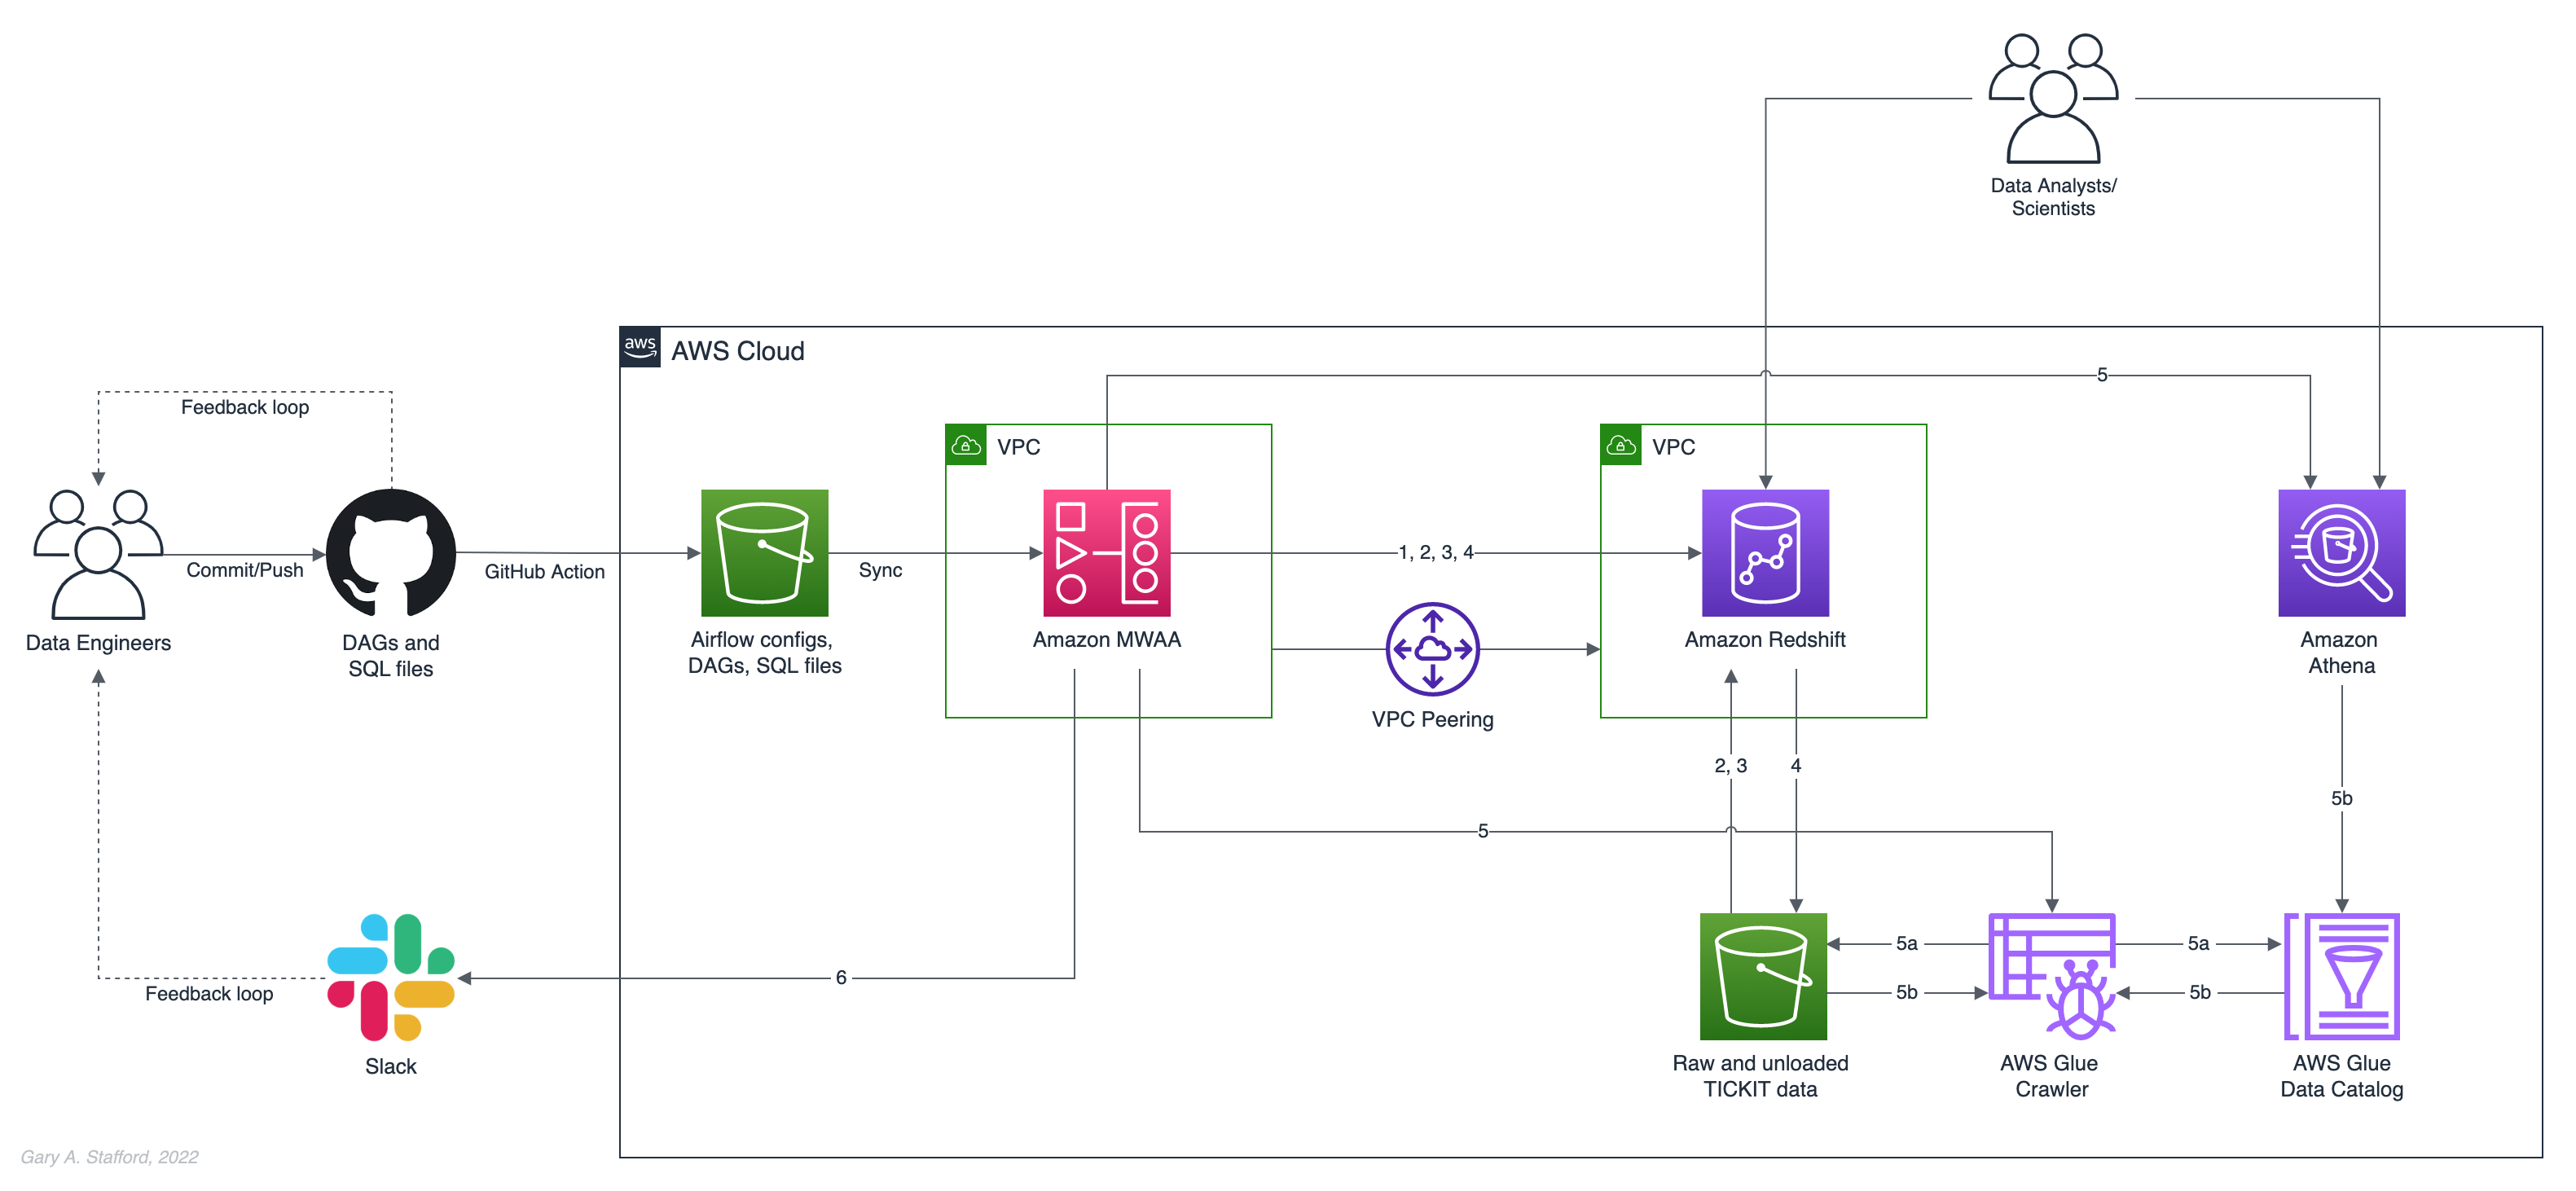 Data Analysts/
Scientists
aws
AWS Cloud
5
Feedback loop
VPC
VPC
Commit/Push
GitHub Action
Sync
1, 2, 3, 4
Data Engineers
DAGs and
SQL files
Airflow configs,
DAGs, SQL files
Amazon MWAA
Amazon Redshift
Amazon
Athena
VPC Peering
2, 3
4
5b
5
6
Feedback loop
Slack
5a
5a
5b
5b
Raw and unloaded
TICKIT data
AWS Glue
Crawler
AWS Glue
Data Catalog
Gary A. Stafford, 2022